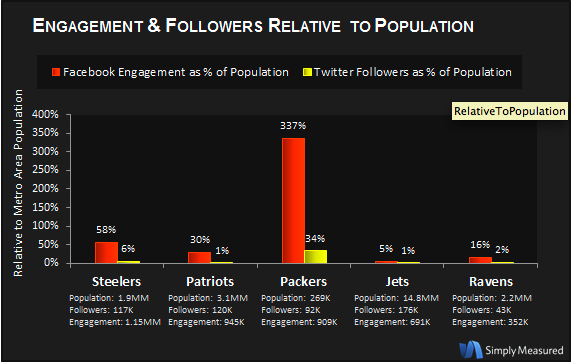 ENGAGEMENT & FOLLOWERS RELATIVE TO POPULATION
Facebook Engagement as % of Population
Twitter Followers as % of Population
RelativeToPopulation
Relative to Metro Area Population
400%
350%
300%
250%
200%
150%
100%
50%
0%
58%
6%
30%
1%
337%
34%
5%
1%
16%
2%
Steelers
Patriots
Packers
Jets
Ravens
Population: 1.9MM
Population: 3.1MM
Population: 269K
Population: 14.8MM
Population: 2.2MM
Followers: 117K
Followers: 120K
Followers: 92K
Followers: 176K
Followers: 43K
Engagement: 1.15MM
Engagement: 945K
Engagement: 909K
Engagement: 691K
Engagement: 352K
Simply Measured